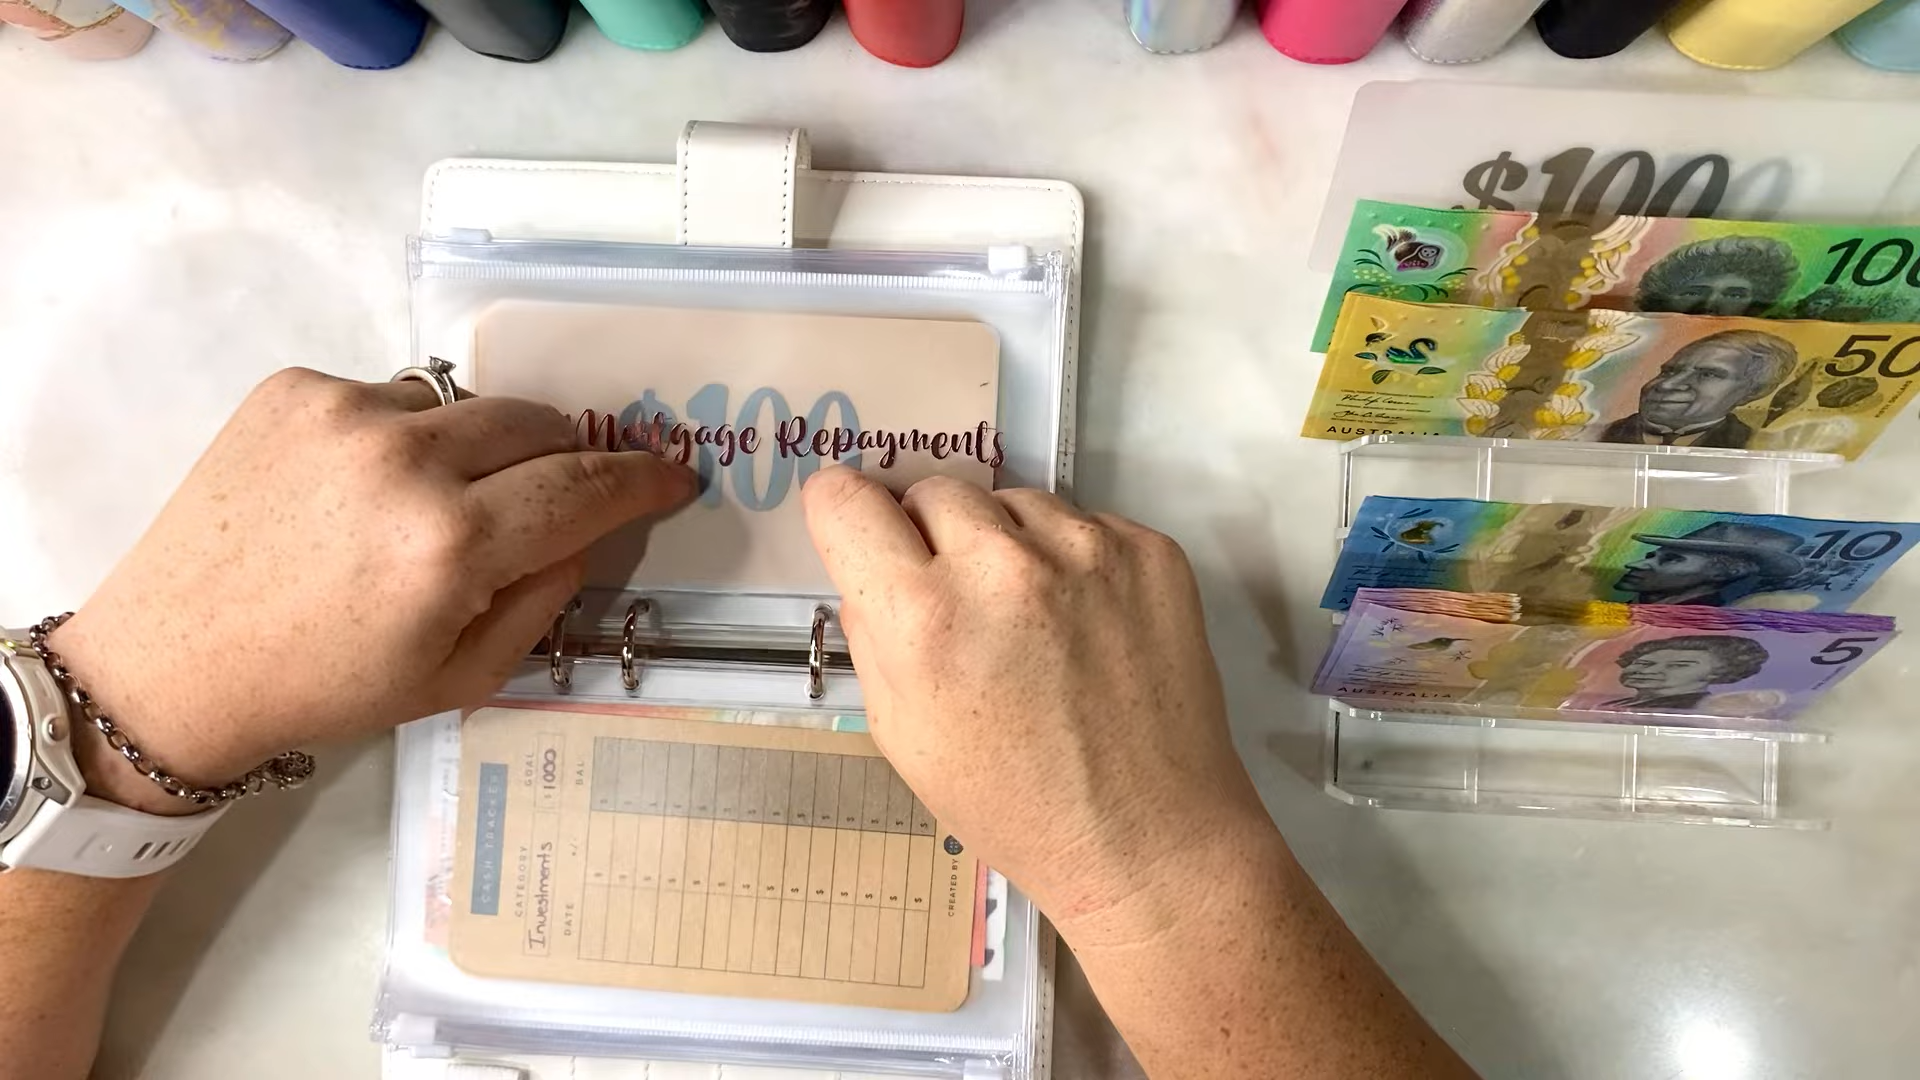 $100
100
50
AUSTRALIA
10
5
AUSTRALIA
$100
Mortgage Repayments
CASH TRACKER
CATEGORY
Investments
GOAL
$1000
DATE
+/-
BAL
CREATED BY